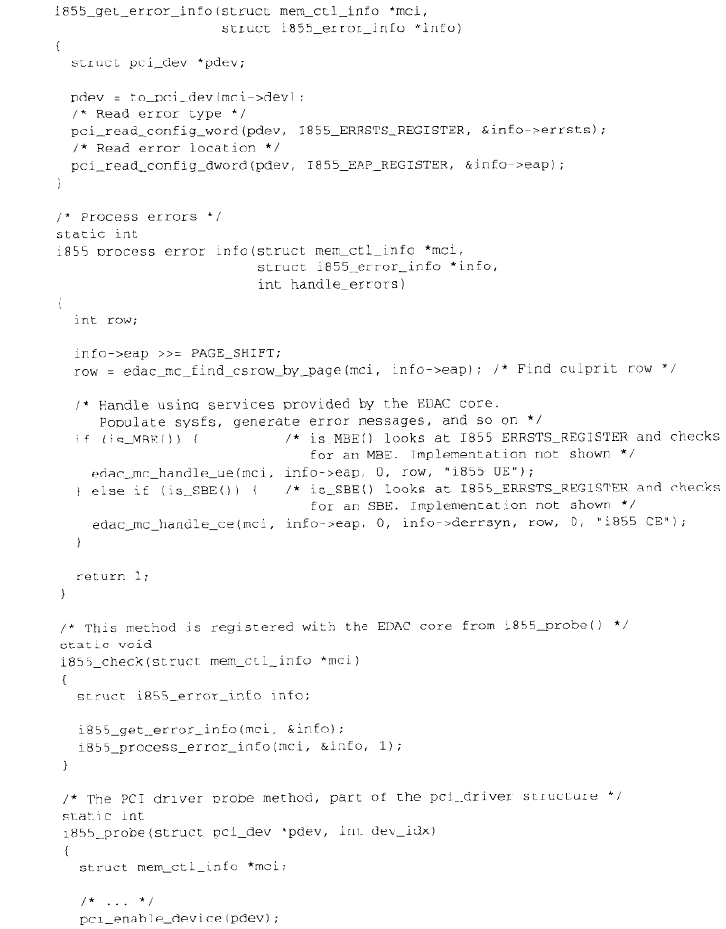 i855_get_error_info(struct mem_ctl_info *mci,
struct i855_error_info *info)
{
struct pci_dev *pdev;
pdev = to_pci_dev(mci->dev);
/* Read error type */
pci_read_config_word(pdev, I855_ERRSTS_REGISTER, &info->errsts);
/* Read error location */
pci_read_config_dword(pdev, I855_EAP_REGISTER, &info->eap);
}
/* Process errors */
static int
i855_process_error_info(struct mem_ctl_info *mci,
struct i855_error_info *info,
int handle_errors)
{
int row;
info->eap >>= PAGE_SHIFT;
row = edac_mc_find_csrow_by_page(mci, info->eap); /* Find culprit row */
/* Handle using services provided by the EDAC core.
Populate sysfs, generate error messages, and so on */
if (is_MBE()) { /* is_MBE() looks at I855_ERRSTS_REGISTER and checks
for an MBE. Implementation not shown */
edac_mc_handle_ue(mci, info->eap, 0, row, "i855 UE");
} else if (is_SBE()) { /* is_SBE() looks at I855_ERRSTS_REGISTER and checks
for an SBE. Implementation not shown */
edac_mc_handle_ce(mci, info->eap, 0, info->derrsyn, row, 0, "i855 CE");
}
return 1;
}
/* This method is registered with the EDAC core from i855_probe() */
static void
i855_check(struct mem_ctl_info *mci)
{
struct i855_error_info info;
i855_get_error_info(mci, &info);
i855_process_error_info(mci, &info, 1);
}
/* The PCI driver probe method, part of the pci_driver structure */
static int
i855_probe(struct pci_dev *pdev, int dev_idx)
{
struct mem_ctl_info *mci;
/* ... */
pci_enable_device(pdev);